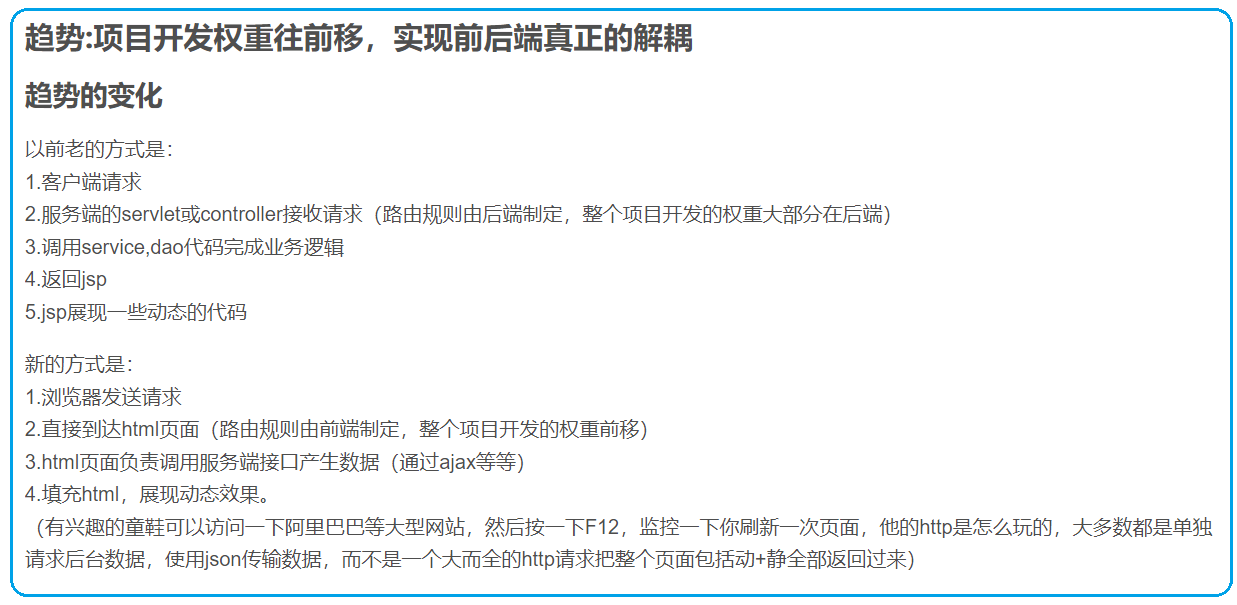 趋势:项目开发权重往前移，实现前后端真正的解耦
趋势的变化
以前老的方式是：
1.客户端请求
2.服务端的servlet或controller接收请求（路由规则由后端制定，整个项目开发的权重大部分在后端）
3.调用service,dao代码完成业务逻辑
4.返回jsp
5.jsp展现一些动态的代码
新的方式是：
1.浏览器发送请求
2.直接到达html页面（路由规则由前端制定，整个项目开发的权重前移）
3.html页面负责调用服务端接口产生数据（通过ajax等等）
4.填充html，展现动态效果。
（有兴趣的童鞋可以访问一下阿里巴巴等大型网站，然后按一下F12，监控一下你刷新一次页面，他的http是怎么玩的，大多数都是单独
请求后台数据，使用json传输数据，而不是一个大而全的http请求把整个页面包括动+静全部返回过来）